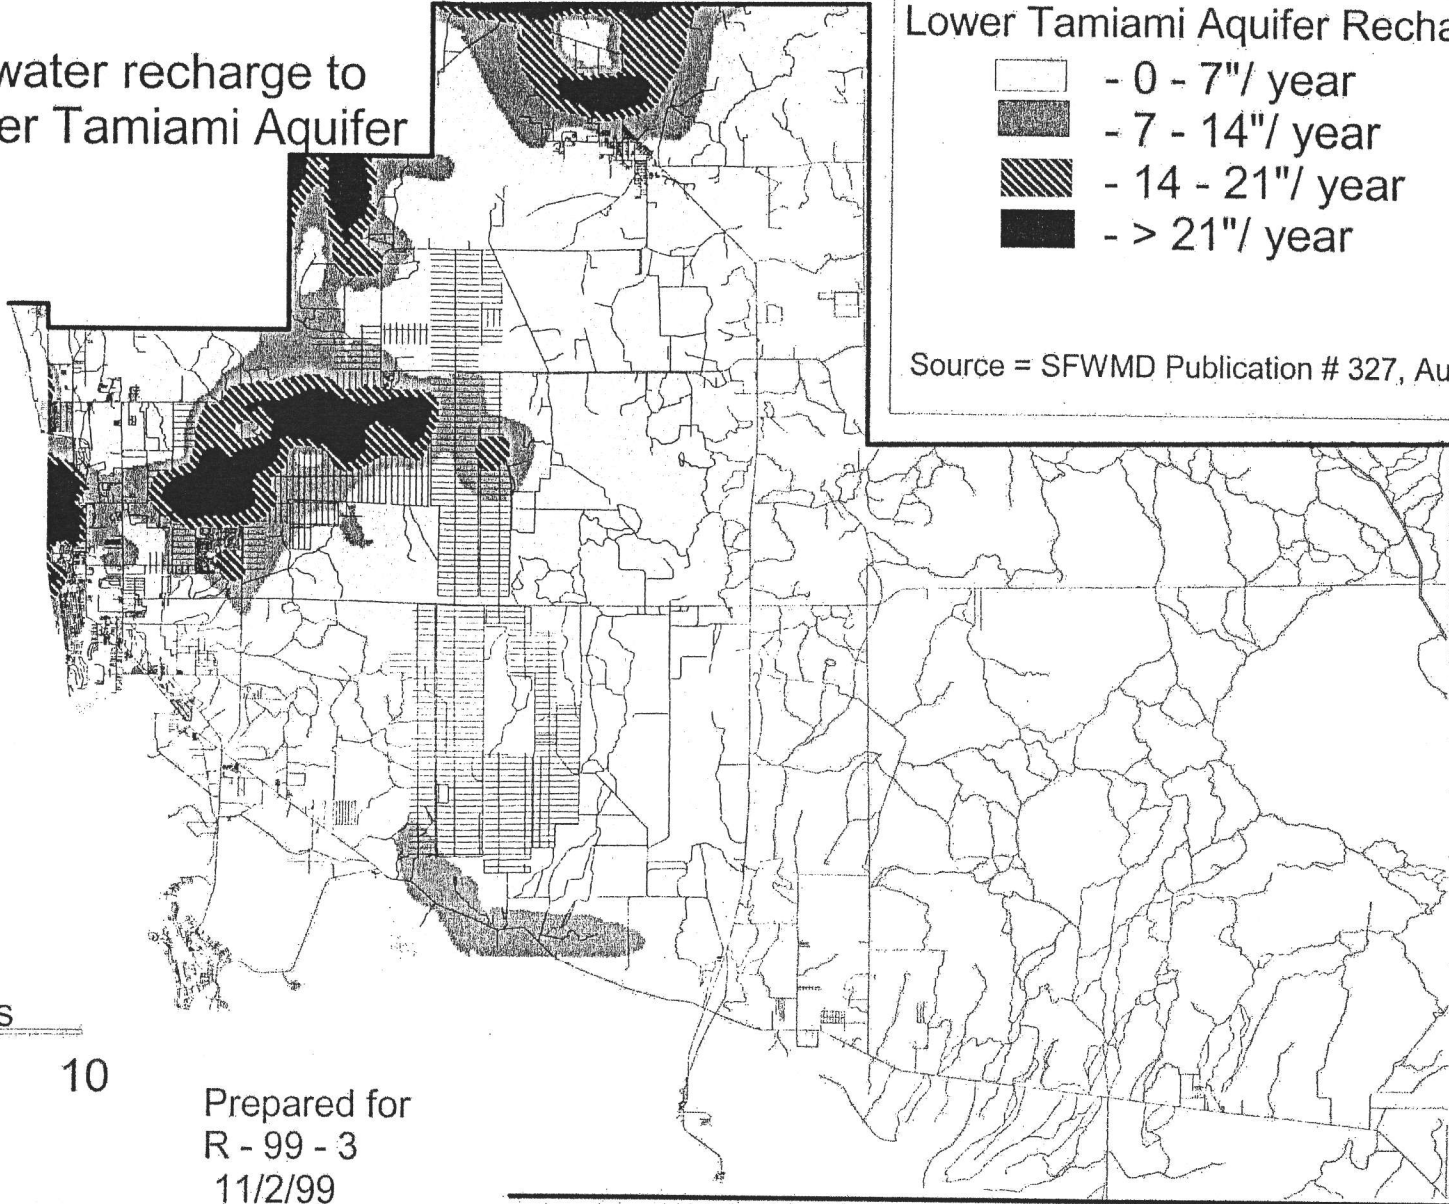 water recharge to
er Tamiami Aquifer
Lower Tamiami Aquifer Recha
- 0 - 7"/ year
- 7 - 14"/ year
- 14 - 21"/ year
- > 21"/ year
Source = SFWMD Publication # 327, Au
s
10
Prepared for
R - 99 - 3
11/2/99